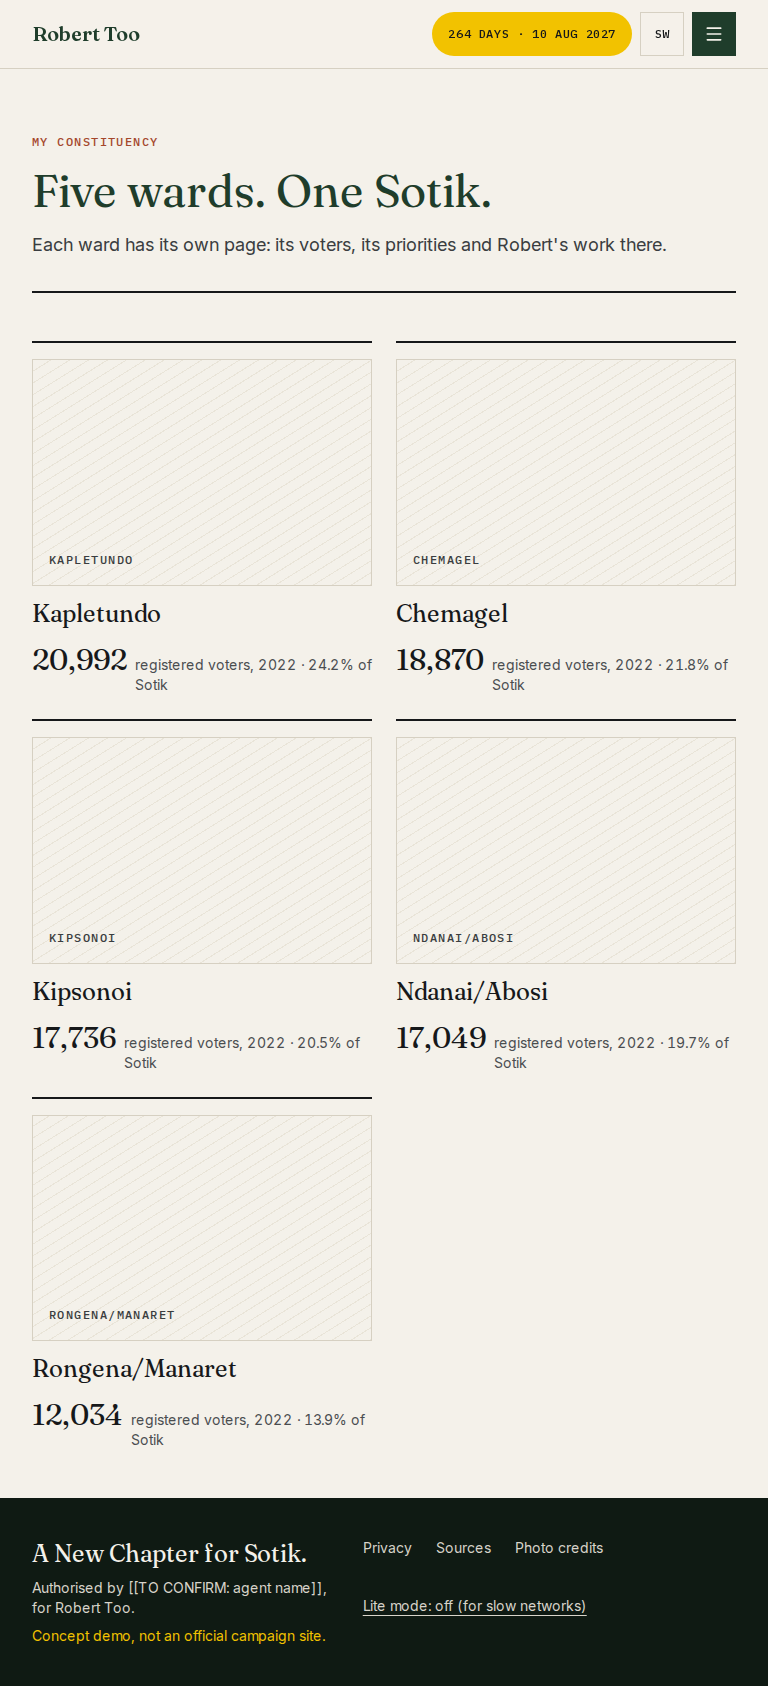 Robert Too
264 DAYS · 10 AUG 2027
SW
MY CONSTITUENCY
Five wards. One Sotik.
Each ward has its own page: its voters, its priorities and Robert's work there.
KAPLETUNDO
Kapletundo
20,992 registered voters, 2022 · 24.2% of
Sotik
CHEMAGEL
Chemagel
18,870 registered voters, 2022 · 21.8% of
Sotik
KIPSONOI
Kipsonoi
17,736 registered voters, 2022 · 20.5% of
Sotik
NDANAI/ABOSI
Ndanai/Abosi
17,049 registered voters, 2022 · 19.7% of
Sotik
RONGENA/MANARET
Rongena/Manaret
12,034 registered voters, 2022 · 13.9% of
Sotik
A New Chapter for Sotik.
Authorised by [[TO CONFIRM: agent name]],
for Robert Too.
Concept demo, not an official campaign site.
Privacy Sources Photo credits
Lite mode: off (for slow networks)